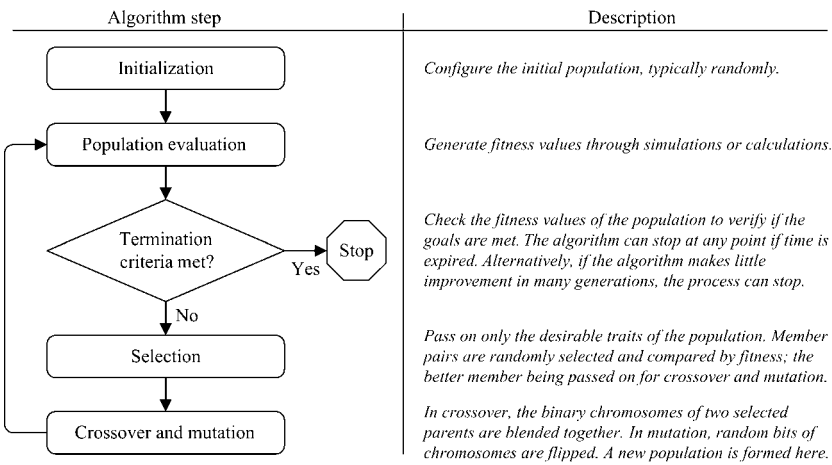 Algorithm step
Description
Initialization
Configure the initial population, typically randomly.
Population evaluation
Generate fitness values through simulations or calculations.
Termination
criteria met?
Yes
Stop
No
Check the fitness values of the population to verify if the
goals are met. The algorithm can stop at any point if time is
expired. Alternatively, if the algorithm makes little
improvement in many generations, the process can stop.
Selection
Pass on only the desirable traits of the population. Member
pairs are randomly selected and compared by fitness; the
better member being passed on for crossover and mutation.
Crossover and mutation
In crossover, the binary chromosomes of two selected
parents are blended together. In mutation, random bits of
chromosomes are flipped. A new population is formed here.